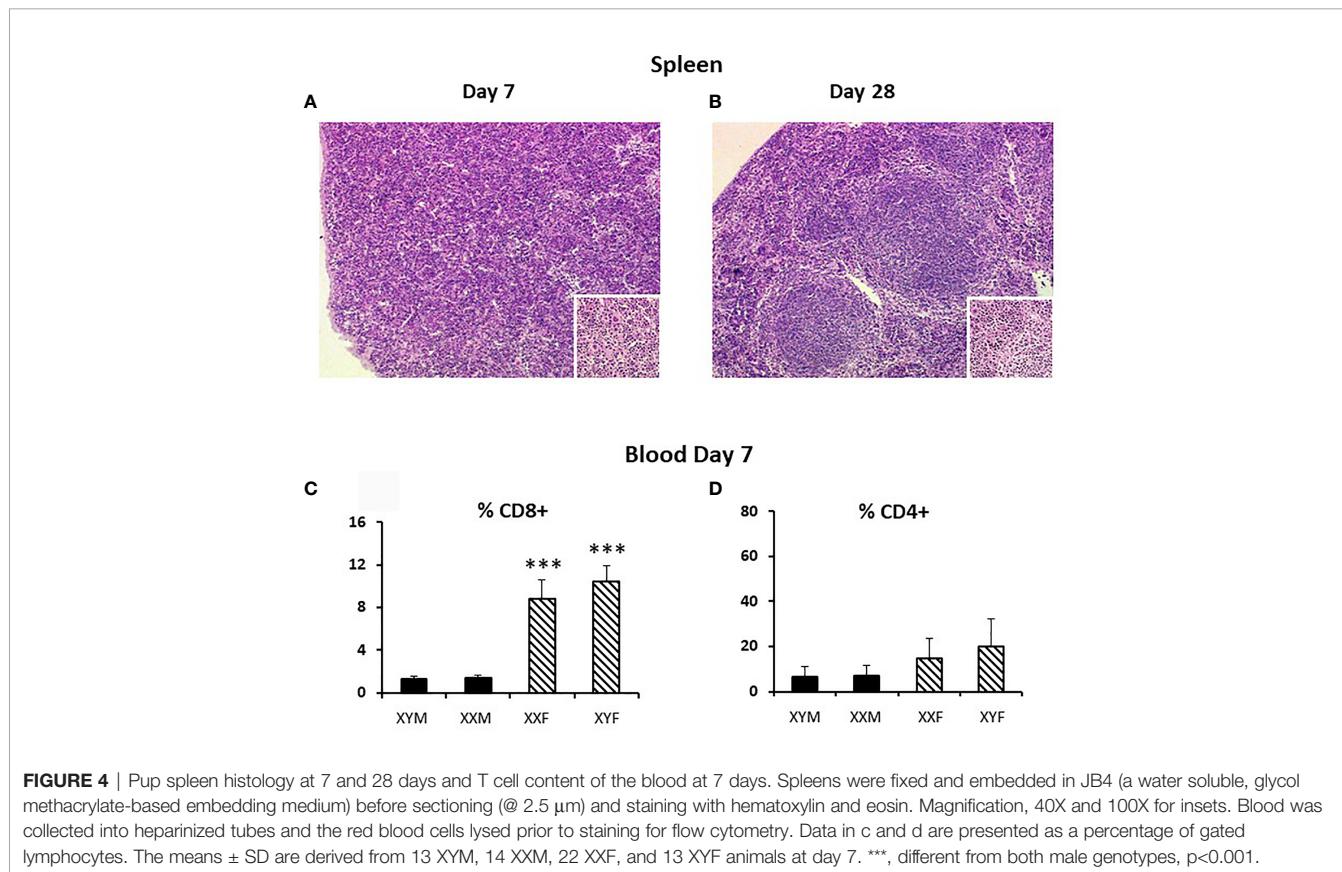 Spleen
Day 7
Day 28
A
B
Blood Day 7
C
D
% CD8+
% CD4+
16
12
8
4
0
***
***
XYM
XXM
XXF
XYF
80
60
40
20
0
XYM
XXM
XXF
XYF
FIGURE 4 | Pup spleen histology at 7 and 28 days and T cell content of the blood at 7 days. Spleens were fixed and embedded in JB4 (a water soluble, glycol
methacrylate-based embedding medium) before sectioning (@ 2.5 μm) and staining with hematoxylin and eosin. Magnification, 40X and 100X for insets. Blood was
collected into heparinized tubes and the red blood cells lysed prior to staining for flow cytometry. Data in c and d are presented as a percentage of gated
lymphocytes. The means ± SD are derived from 13 XYM, 14 XXM, 22 XXF, and 13 XYF animals at day 7. ***, different from both male genotypes, p<0.001.